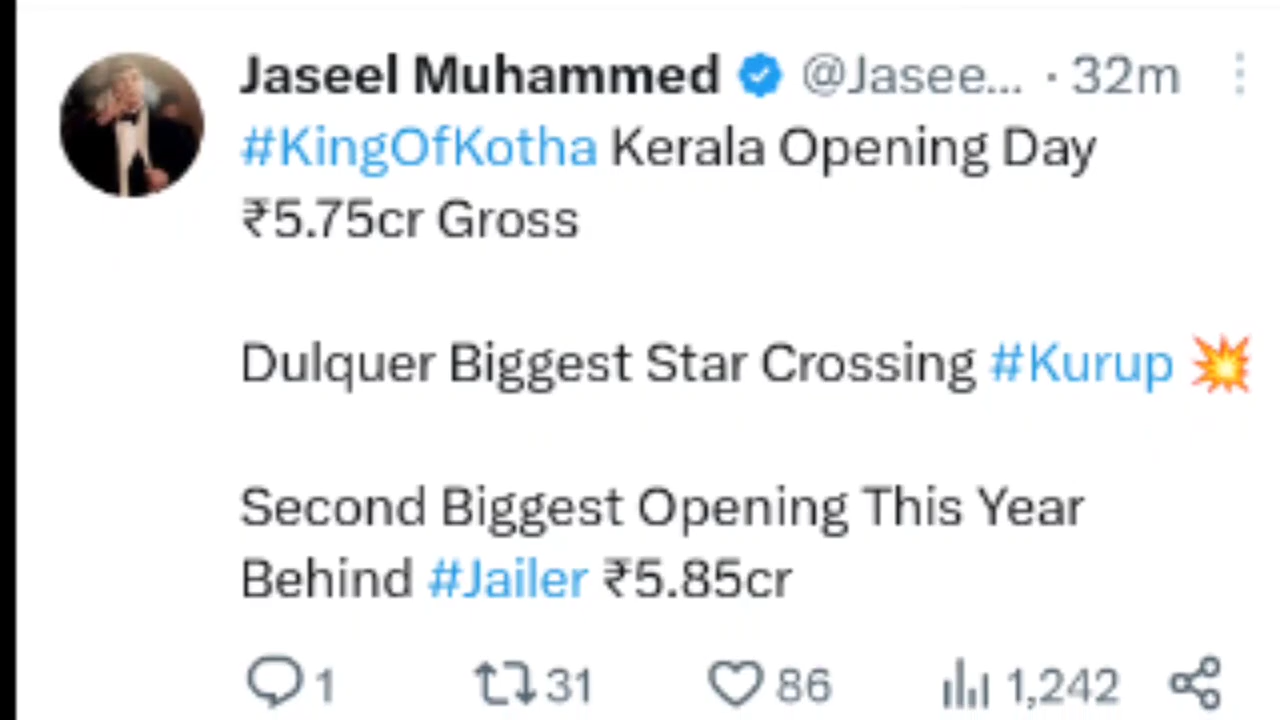 Jaseel Muhammed @Jasee... · 32m
#KingOfKotha Kerala Opening Day
₹5.75cr Gross
Dulquer Biggest Star Crossing #Kurup 💥
Second Biggest Opening This Year
Behind #Jailer ₹5.85cr
1 31 86 1,242